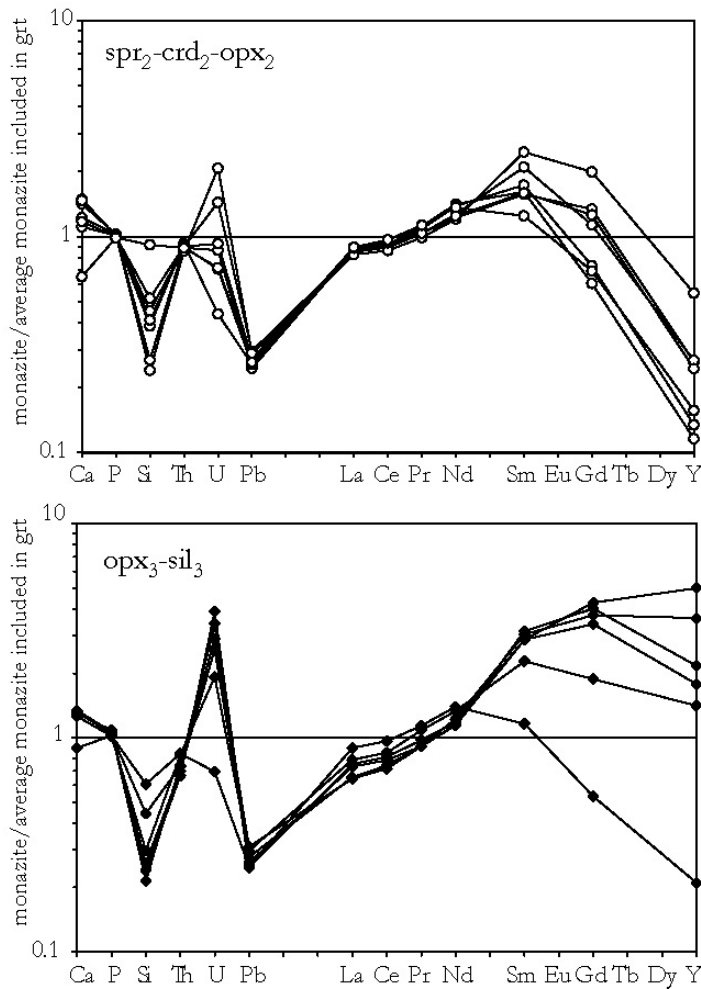 10
spr₂-crd₂-opx₂
monazite/average monazite included in grt
1
0.1
Ca P Si Th U Pb La Ce Pr Nd Sm Eu Gd Tb Dy Y
10
opx₃-sil₃
monazite/average monazite included in grt
1
0.1
Ca P Si Th U Pb La Ce Pr Nd Sm Eu Gd Tb Dy Y